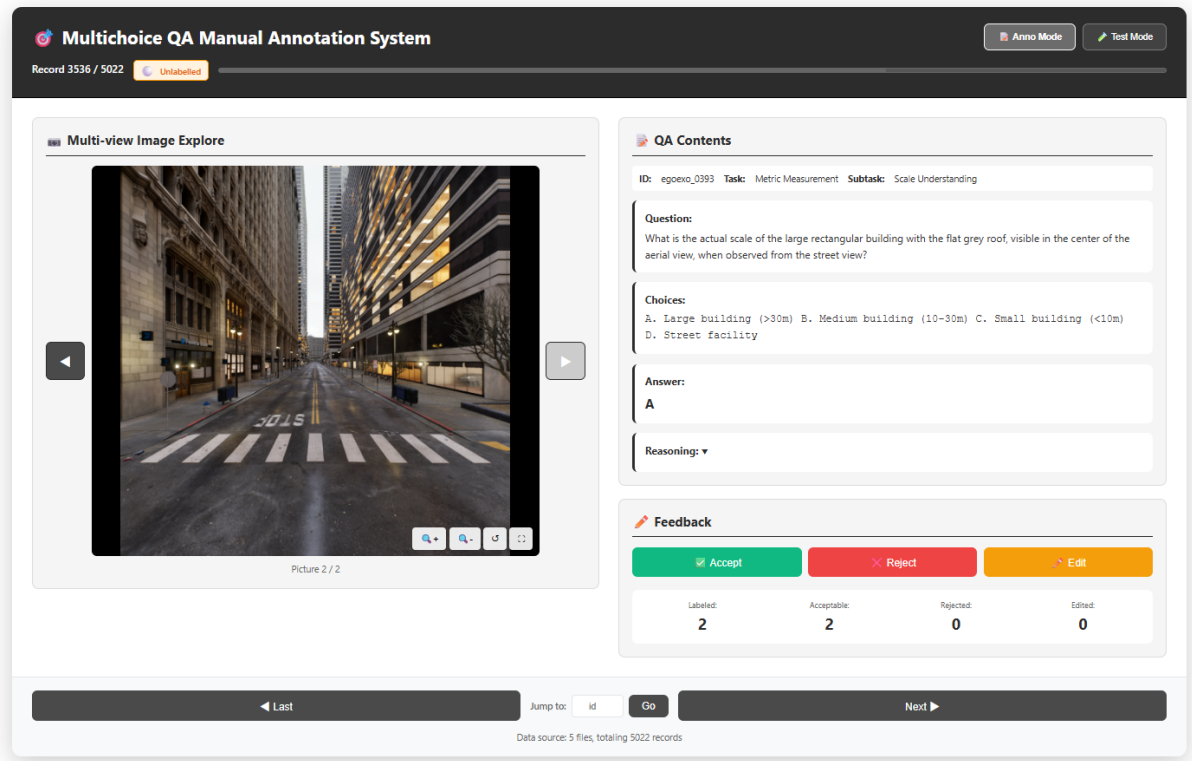 Multichoice QA Manual Annotation System
Anno Mode
Test Mode
Record 3536 / 5022
Unlabelled
Multi-view Image Explore
STOP
Picture 2 / 2
QA Contents
ID: egoexo_0393 Task: Metric Measurement Subtask: Scale Understanding
Question:
What is the actual scale of the large rectangular building with the flat grey roof, visible in the center of the
aerial view, when observed from the street view?
Choices:
A. Large building (>30m) B. Medium building (10-30m) C. Small building (<10m)
D. Street facility
Answer:
A
Reasoning: ▼
Feedback
Accept
Reject
Edit
Labeled: Acceptable: Rejected: Edited:
2 2 0 0
◀ Last
Jump to: id Go
Next ▶
Data source: 5 files, totaling 5022 records